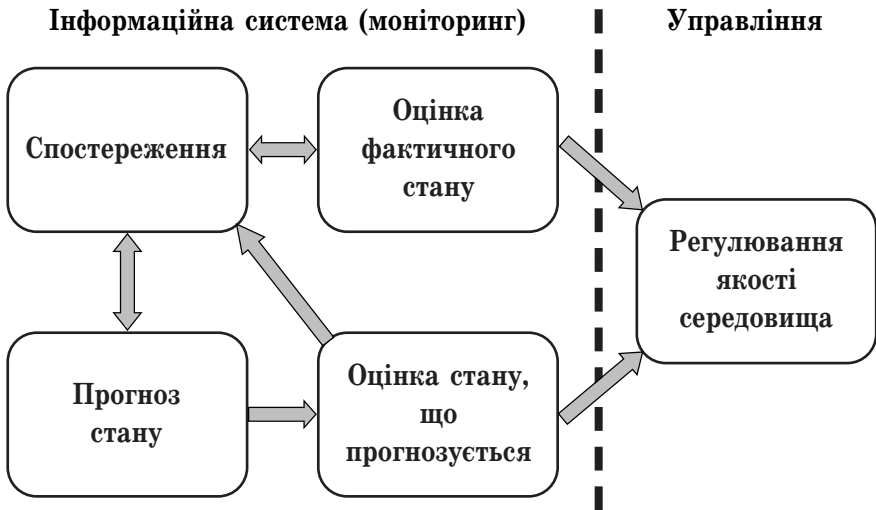 Інформаційна система (моніторинг)
Управління
Спостереження
Оцінка
фактичного
стану
Регулювання
якості
середовища
Прогноз
стану
Оцінка стану,
що
прогнозується